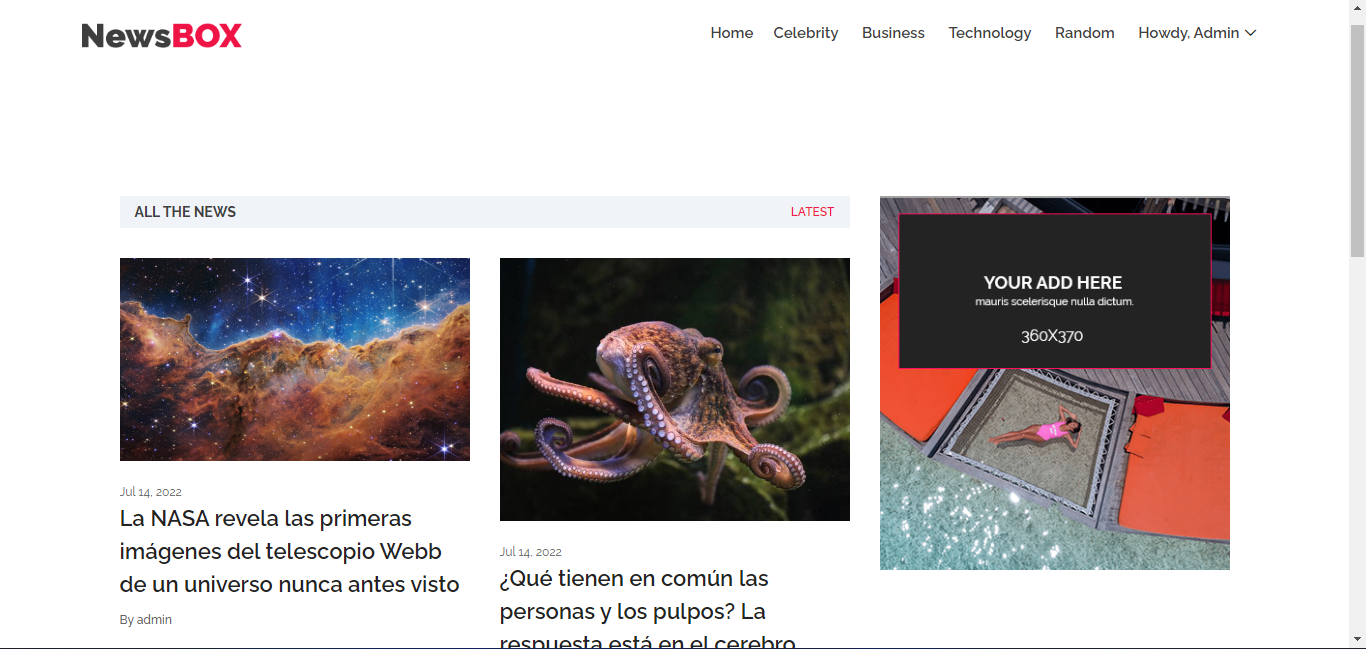 NewsBOX
Home Celebrity Business Technology Random Howdy, Admin
ALL THE NEWS
LATEST
Jul 14, 2022
La NASA revela las primeras
imágenes del telescopio Webb
de un universo nunca antes visto
By admin
Jul 14, 2022
¿Qué tienen en común las
personas y los pulpos? La
respuesta está en el cerebro
YOUR ADD HERE
mauris scelerisque nulla dictum.
360X370